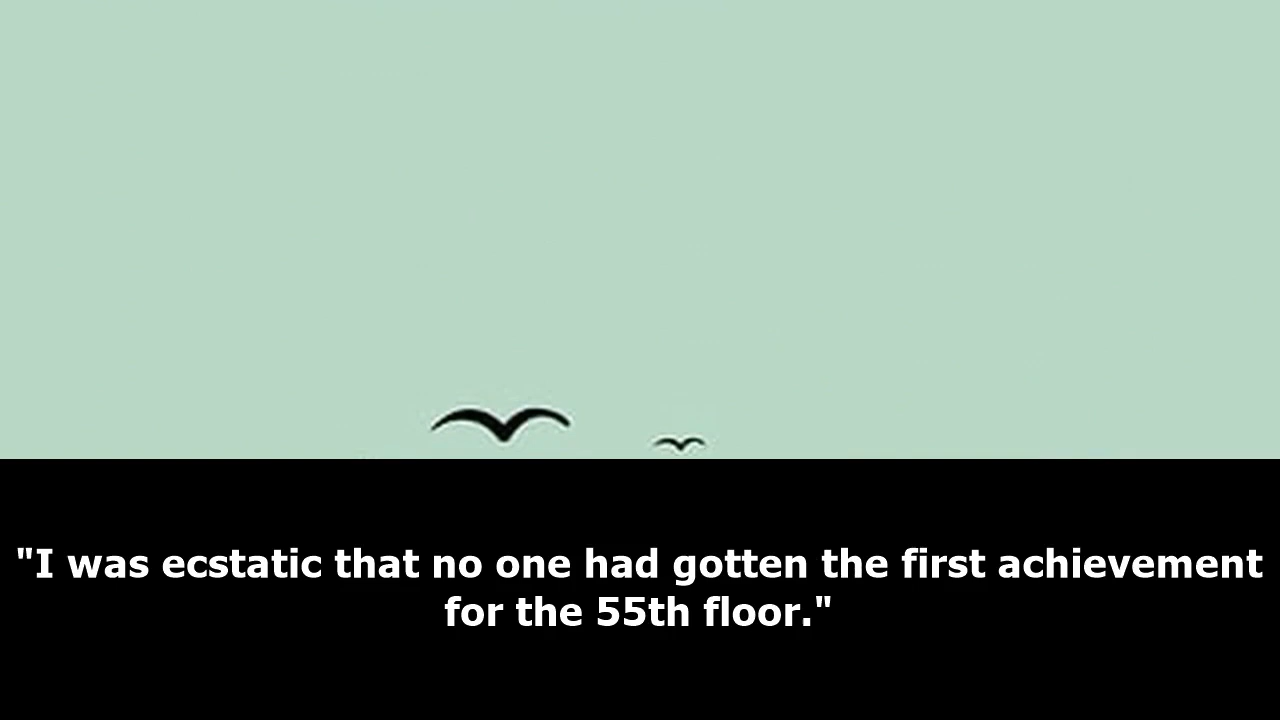 "I was ecstatic that no one had gotten the first achievement
for the 55th floor."